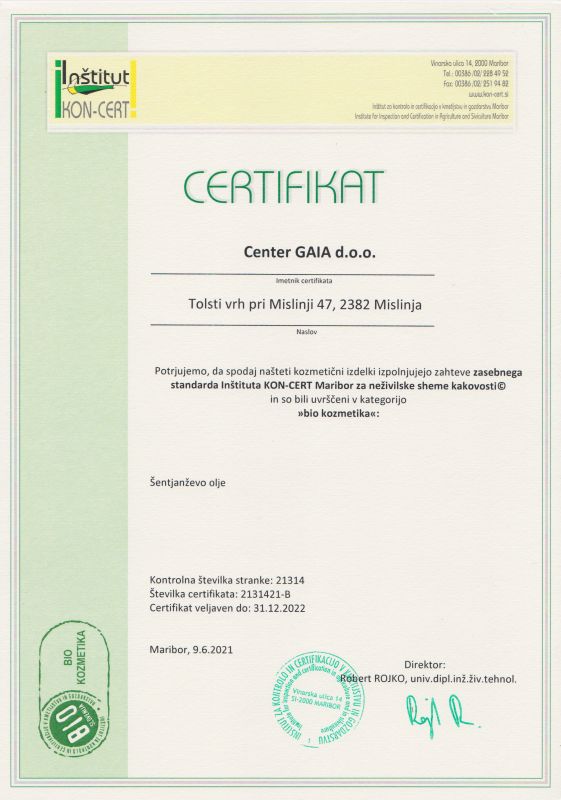 Inštitut
KON-CERT
Vinarska ulica 14, 2000 Maribor
Tel.: 00386 /02/ 228 49 52
Fax: 00386 /02/ 251 94 82
www.kon-cert.si
Inštitut za kontrolo in certifikacijo v kmetijstvu in gozdarstvu Maribor
Institute for Inspection and Certification in Agriculture and Silviculture Maribor
CERTIFIKAT
Center GAIA d.o.o.
Imetnik certifikata
Tolsti vrh pri Mislinji 47, 2382 Mislinja
Naslov
Potrjujemo, da spodaj našteti kozmetični izdelki izpolnjujejo zahteve zasebnega
standarda Inštituta KON-CERT Maribor za neživilske sheme kakovosti©
in so bili uvrščeni v kategorijo
»bio kozmetika«:
Šentjanževo olje
Kontrolna številka stranke: 21314
Številka certifikata: 2131421-B
Certifikat veljaven do: 31.12.2022
Maribor, 9.6.2021
Direktor:
Robert ROJKO, univ.dipl.inž.živ.tehnol.
BIO
KOZMETIKA
BIO
SLOVENIJA
INŠTITUT ZA KONTROLO IN CERTIFIKACIJO V KMETIJSTVU IN GOZDARSTVU
Vinarska ulica 14
SI-2000 MARIBOR
1